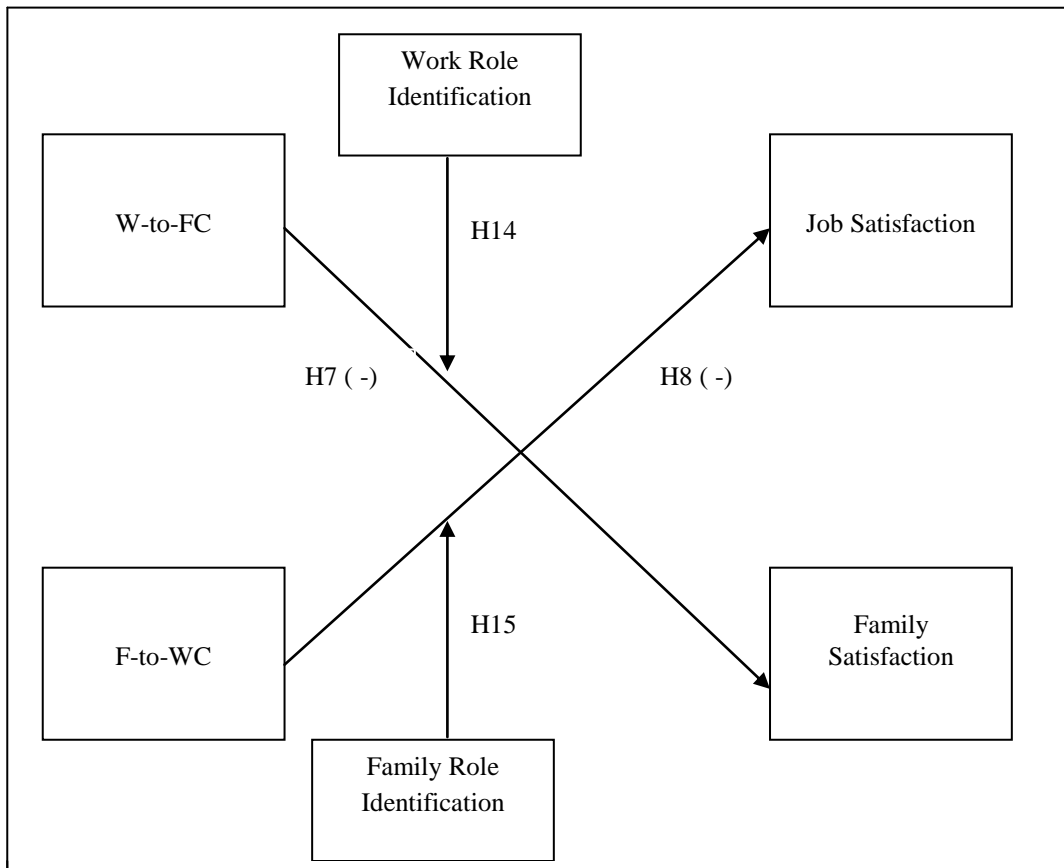 Work Role
Identification
W-to-FC
H14
Job Satisfaction
H7 ( -)
H8 ( -)
F-to-WC
H15
Family
Satisfaction
Family Role
Identification